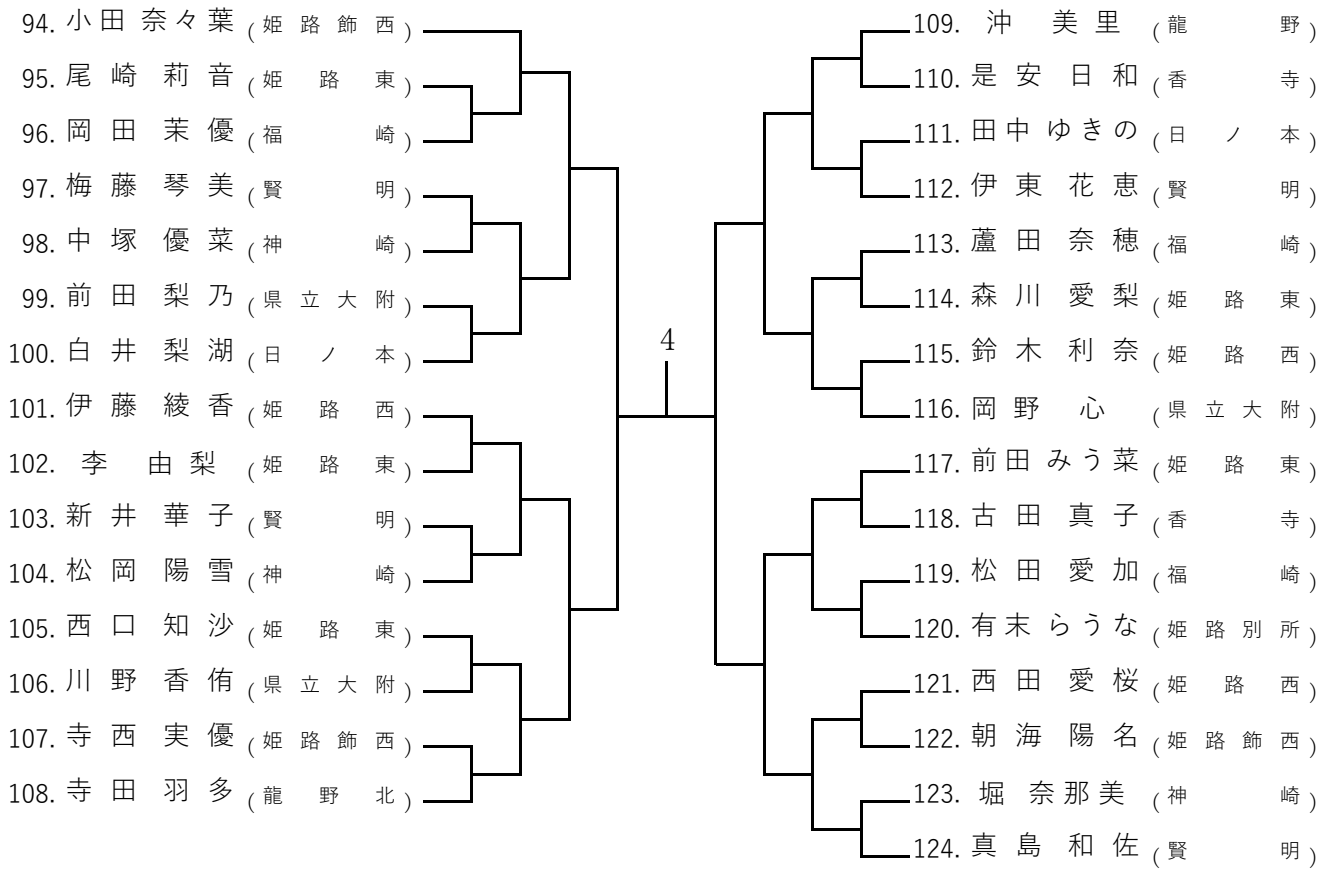 94. 小田 奈々葉 (姫路飾西)
95. 尾崎 莉音 (姫路東)
96. 岡田 茉優 (福崎)
97. 梅藤 琴美 (賢明)
98. 中塚 優菜 (神崎)
99. 前田 梨乃 (県立大附)
100. 白井 梨湖 (日ノ本)
101. 伊藤 綾香 (姫路西)
102. 李 由梨 (姫路東)
103. 新井 華子 (賢明)
104. 松岡 陽雪 (神崎)
105. 西口 知沙 (姫路東)
106. 川野 香侑 (県立大附)
107. 寺西 実優 (姫路飾西)
108. 寺田 羽多 (龍野北)
4
109. 沖 美里 (龍野)
110. 是安 日和 (香寺)
111. 田中 ゆきの (日ノ本)
112. 伊東 花恵 (賢明)
113. 蘆田 奈穂 (福崎)
114. 森川 愛梨 (姫路東)
115. 鈴木 利奈 (姫路西)
116. 岡野 心 (県立大附)
117. 前田 みう菜 (姫路東)
118. 古田 真子 (香寺)
119. 松田 愛加 (福崎)
120. 有末 らうな (姫路別所)
121. 西田 愛桜 (姫路西)
122. 朝海 陽名 (姫路飾西)
123. 堀 奈那美 (神崎)
124. 真島 和佐 (賢明)